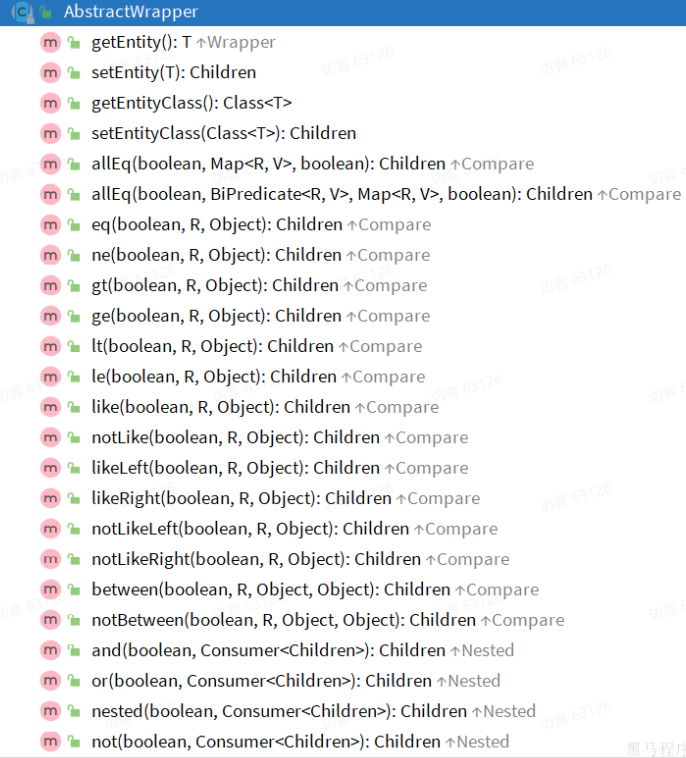 AbstractWrapper
getEntity(): T ↑Wrapper
setEntity(T): Children
getEntityClass(): Class<T>
setEntityClass(Class<T>): Children
allEq(boolean, Map<R, V>, boolean): Children ↑Compare
allEq(boolean, BiPredicate<R, V>, Map<R, V>, boolean): Children ↑Compare
eq(boolean, R, Object): Children ↑Compare
ne(boolean, R, Object): Children ↑Compare
gt(boolean, R, Object): Children ↑Compare
ge(boolean, R, Object): Children ↑Compare
lt(boolean, R, Object): Children ↑Compare
le(boolean, R, Object): Children ↑Compare
like(boolean, R, Object): Children ↑Compare
notLike(boolean, R, Object): Children ↑Compare
likeLeft(boolean, R, Object): Children ↑Compare
likeRight(boolean, R, Object): Children ↑Compare
notLikeLeft(boolean, R, Object): Children ↑Compare
notLikeRight(boolean, R, Object): Children ↑Compare
between(boolean, R, Object, Object): Children ↑Compare
notBetween(boolean, R, Object, Object): Children ↑Compare
and(boolean, Consumer<Children>): Children ↑Nested
or(boolean, Consumer<Children>): Children ↑Nested
nested(boolean, Consumer<Children>): Children ↑Nested
not(boolean, Consumer<Children>): Children ↑Nested
访客 63126
黑马程序